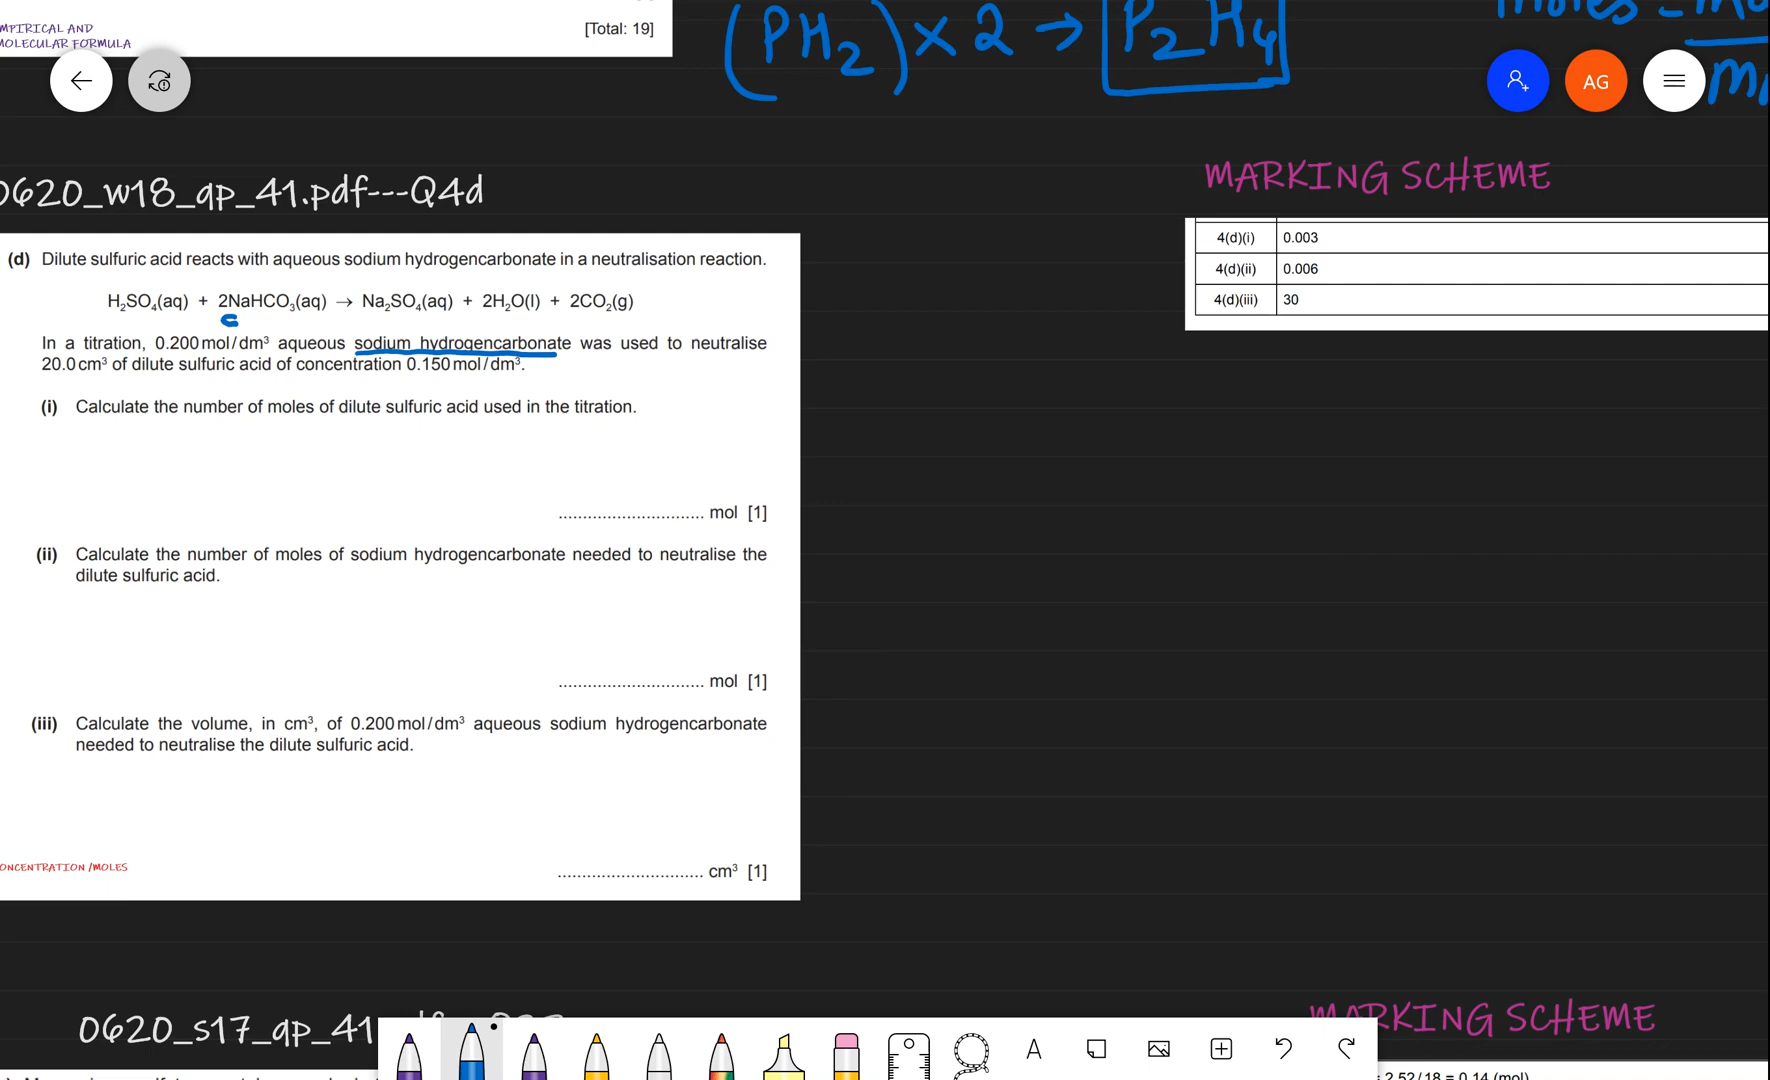 MPIRICAL AND
MOLECULAR FORMULA
[Total: 19]
(PH₂) × 2 → P₂H₄
moles =
AG
0620_w18_qp_41.pdf---Q4d
MARKING SCHEME
(d) Dilute sulfuric acid reacts with aqueous sodium hydrogencarbonate in a neutralisation reaction.
H₂SO₄(aq) + 2NaHCO₃(aq) → Na₂SO₄(aq) + 2H₂O(l) + 2CO₂(g)
In a titration, 0.200 mol/dm³ aqueous sodium hydrogencarbonate was used to neutralise
20.0 cm³ of dilute sulfuric acid of concentration 0.150 mol/dm³.
(i) Calculate the number of moles of dilute sulfuric acid used in the titration.
.............................. mol [1]
(ii) Calculate the number of moles of sodium hydrogencarbonate needed to neutralise the
dilute sulfuric acid.
.............................. mol [1]
(iii) Calculate the volume, in cm³, of 0.200 mol/dm³ aqueous sodium hydrogencarbonate
needed to neutralise the dilute sulfuric acid.
.............................. cm³ [1]
ONCENTRATION /MOLES
4(d)(i) 0.003
4(d)(ii) 0.006
4(d)(iii) 30
0620_s17_qp_41
MARKING SCHEME
= 2.52/18 = 0.14 (mol)